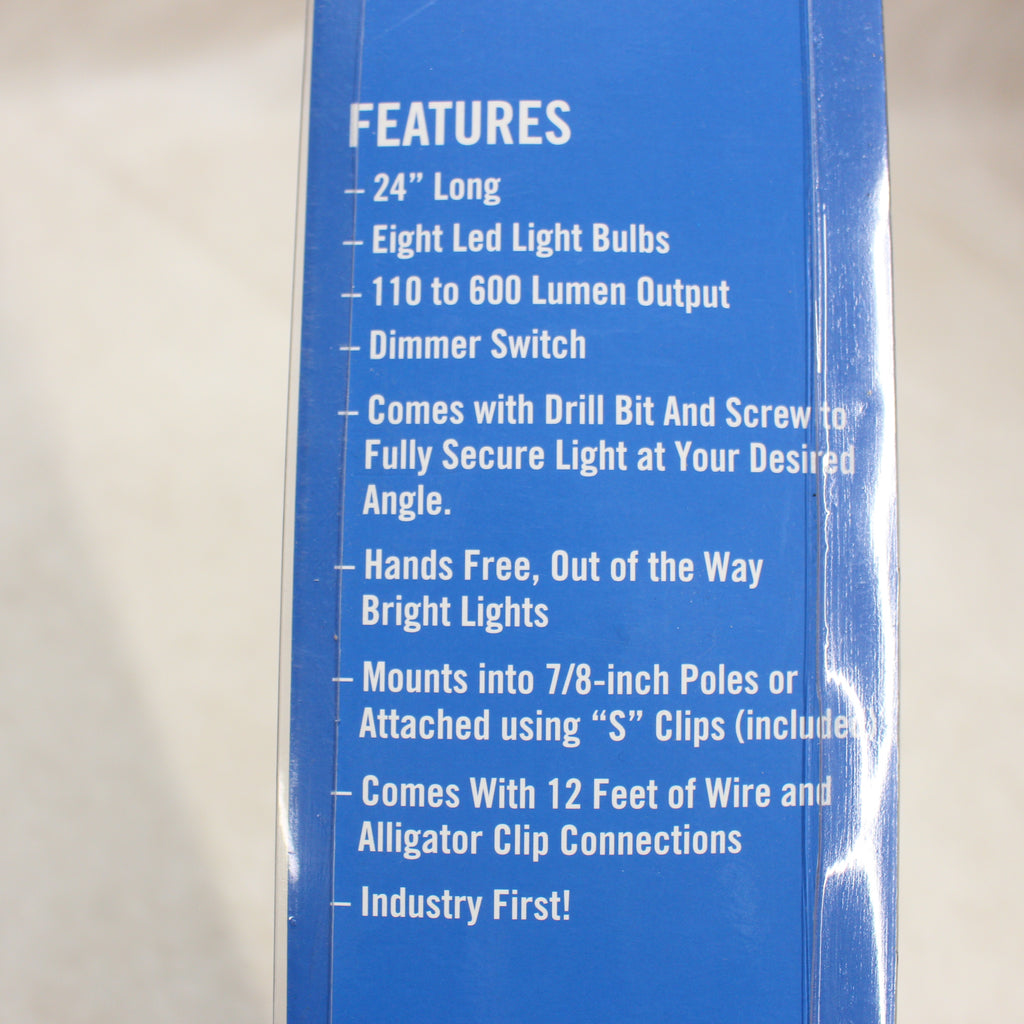 FEATURES
– 24” Long
– Eight Led Light Bulbs
– 110 to 600 Lumen Output
– Dimmer Switch
– Comes with Drill Bit And Screw to
Fully Secure Light at Your Desired
Angle.
– Hands Free, Out of the Way
Bright Lights
– Mounts into 7/8-inch Poles or
Attached using “S” Clips
– Comes With 12 Feet of Wire and
Alligator Clip Connections
– Industry First!